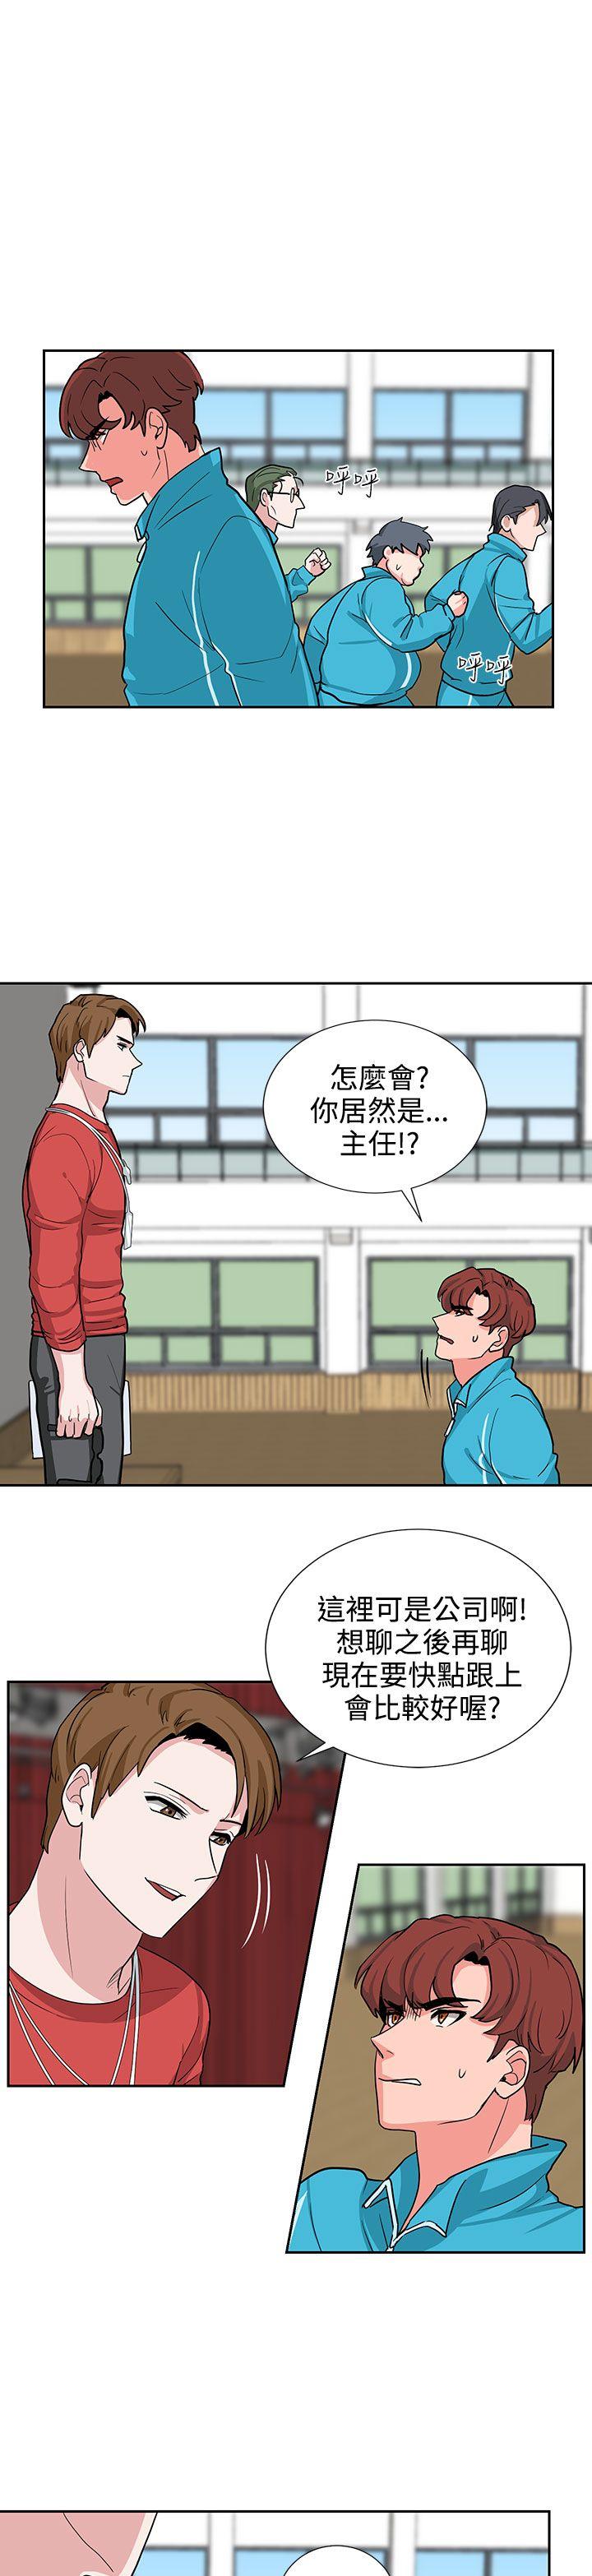 呼呼
呼呼
怎麼會?
你居然是...
主任!?
這裡可是公司啊!
想聊之後再聊
現在要快點跟上
會比較好喔?